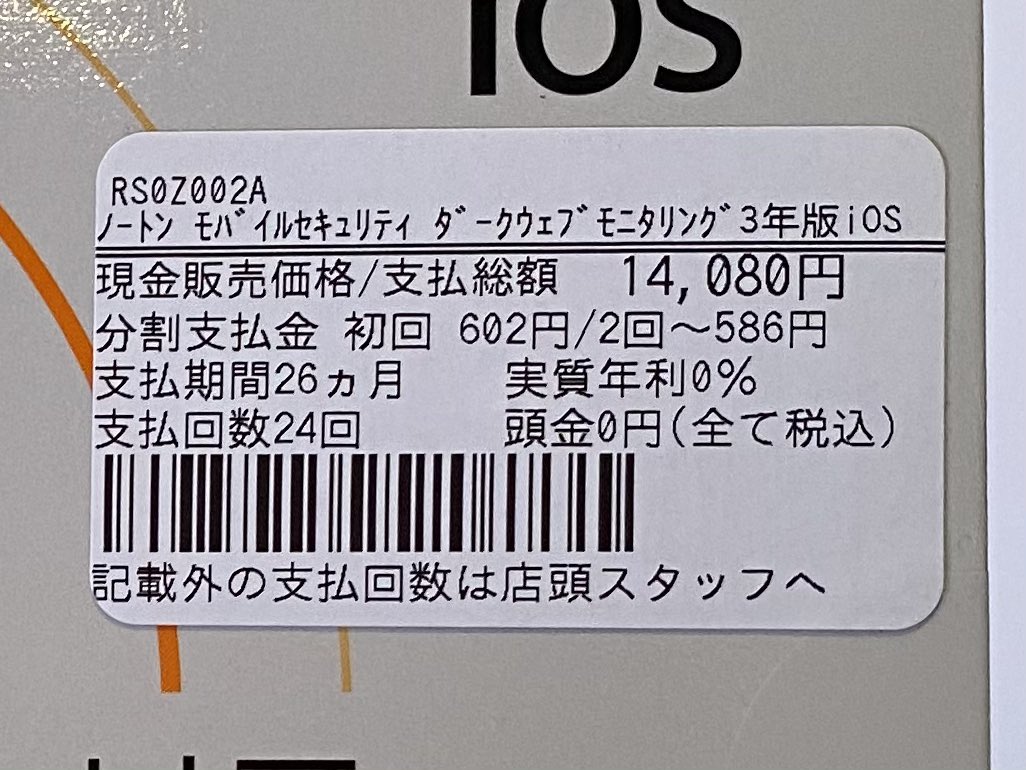 iOS
RS0Z002A
ﾉｰﾄﾝ ﾓﾊﾞｲﾙｾｷｭﾘﾃｨ ﾀﾞｰｸｳｪﾌﾞﾓﾆﾀﾘﾝｸﾞ3年版iOS
現金販売価格/支払総額 14,080円
分割支払金 初回 602円/2回～586円
支払期間26ヵ月 実質年利0%
支払回数24回 頭金0円(全て税込)
記載外の支払回数は店頭スタッフへ